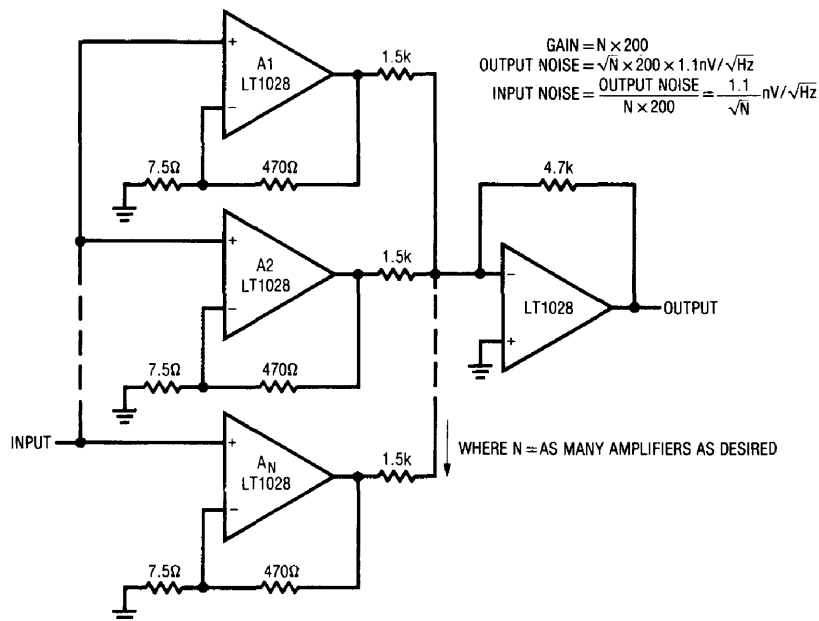 A1
LT1028
+
−
1.5k
7.5Ω
470Ω
GAIN = N × 200
OUTPUT NOISE = √N × 200 × 1.1nV/√Hz
INPUT NOISE = OUTPUT NOISE / N × 200 = 1.1 / √N nV/√Hz
A2
LT1028
+
−
1.5k
7.5Ω
470Ω
4.7k
−
+
LT1028
OUTPUT
INPUT
AN
LT1028
+
−
1.5k
7.5Ω
470Ω
WHERE N = AS MANY AMPLIFIERS AS DESIRED